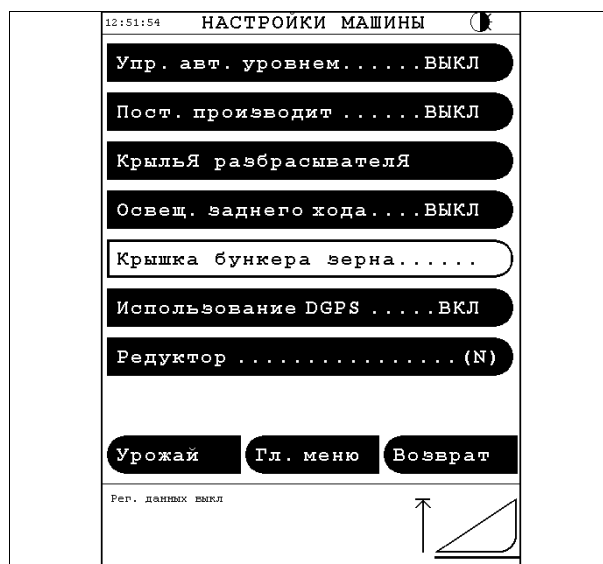 12:51:54 НАСТРОЙКИ МАШИНЫ
Упр. авт. уровнем......ВЫКЛ
Пост. производит ......ВЫКЛ
КрыльЯ разбрасывателЯ
Освещ. заднего хода....ВЫКЛ
Крышка бункера зерна......
Использование DGPS .....ВКЛ
Редуктор ................(N)
Урожай Гл. меню Возврат
Рег. данных выкл